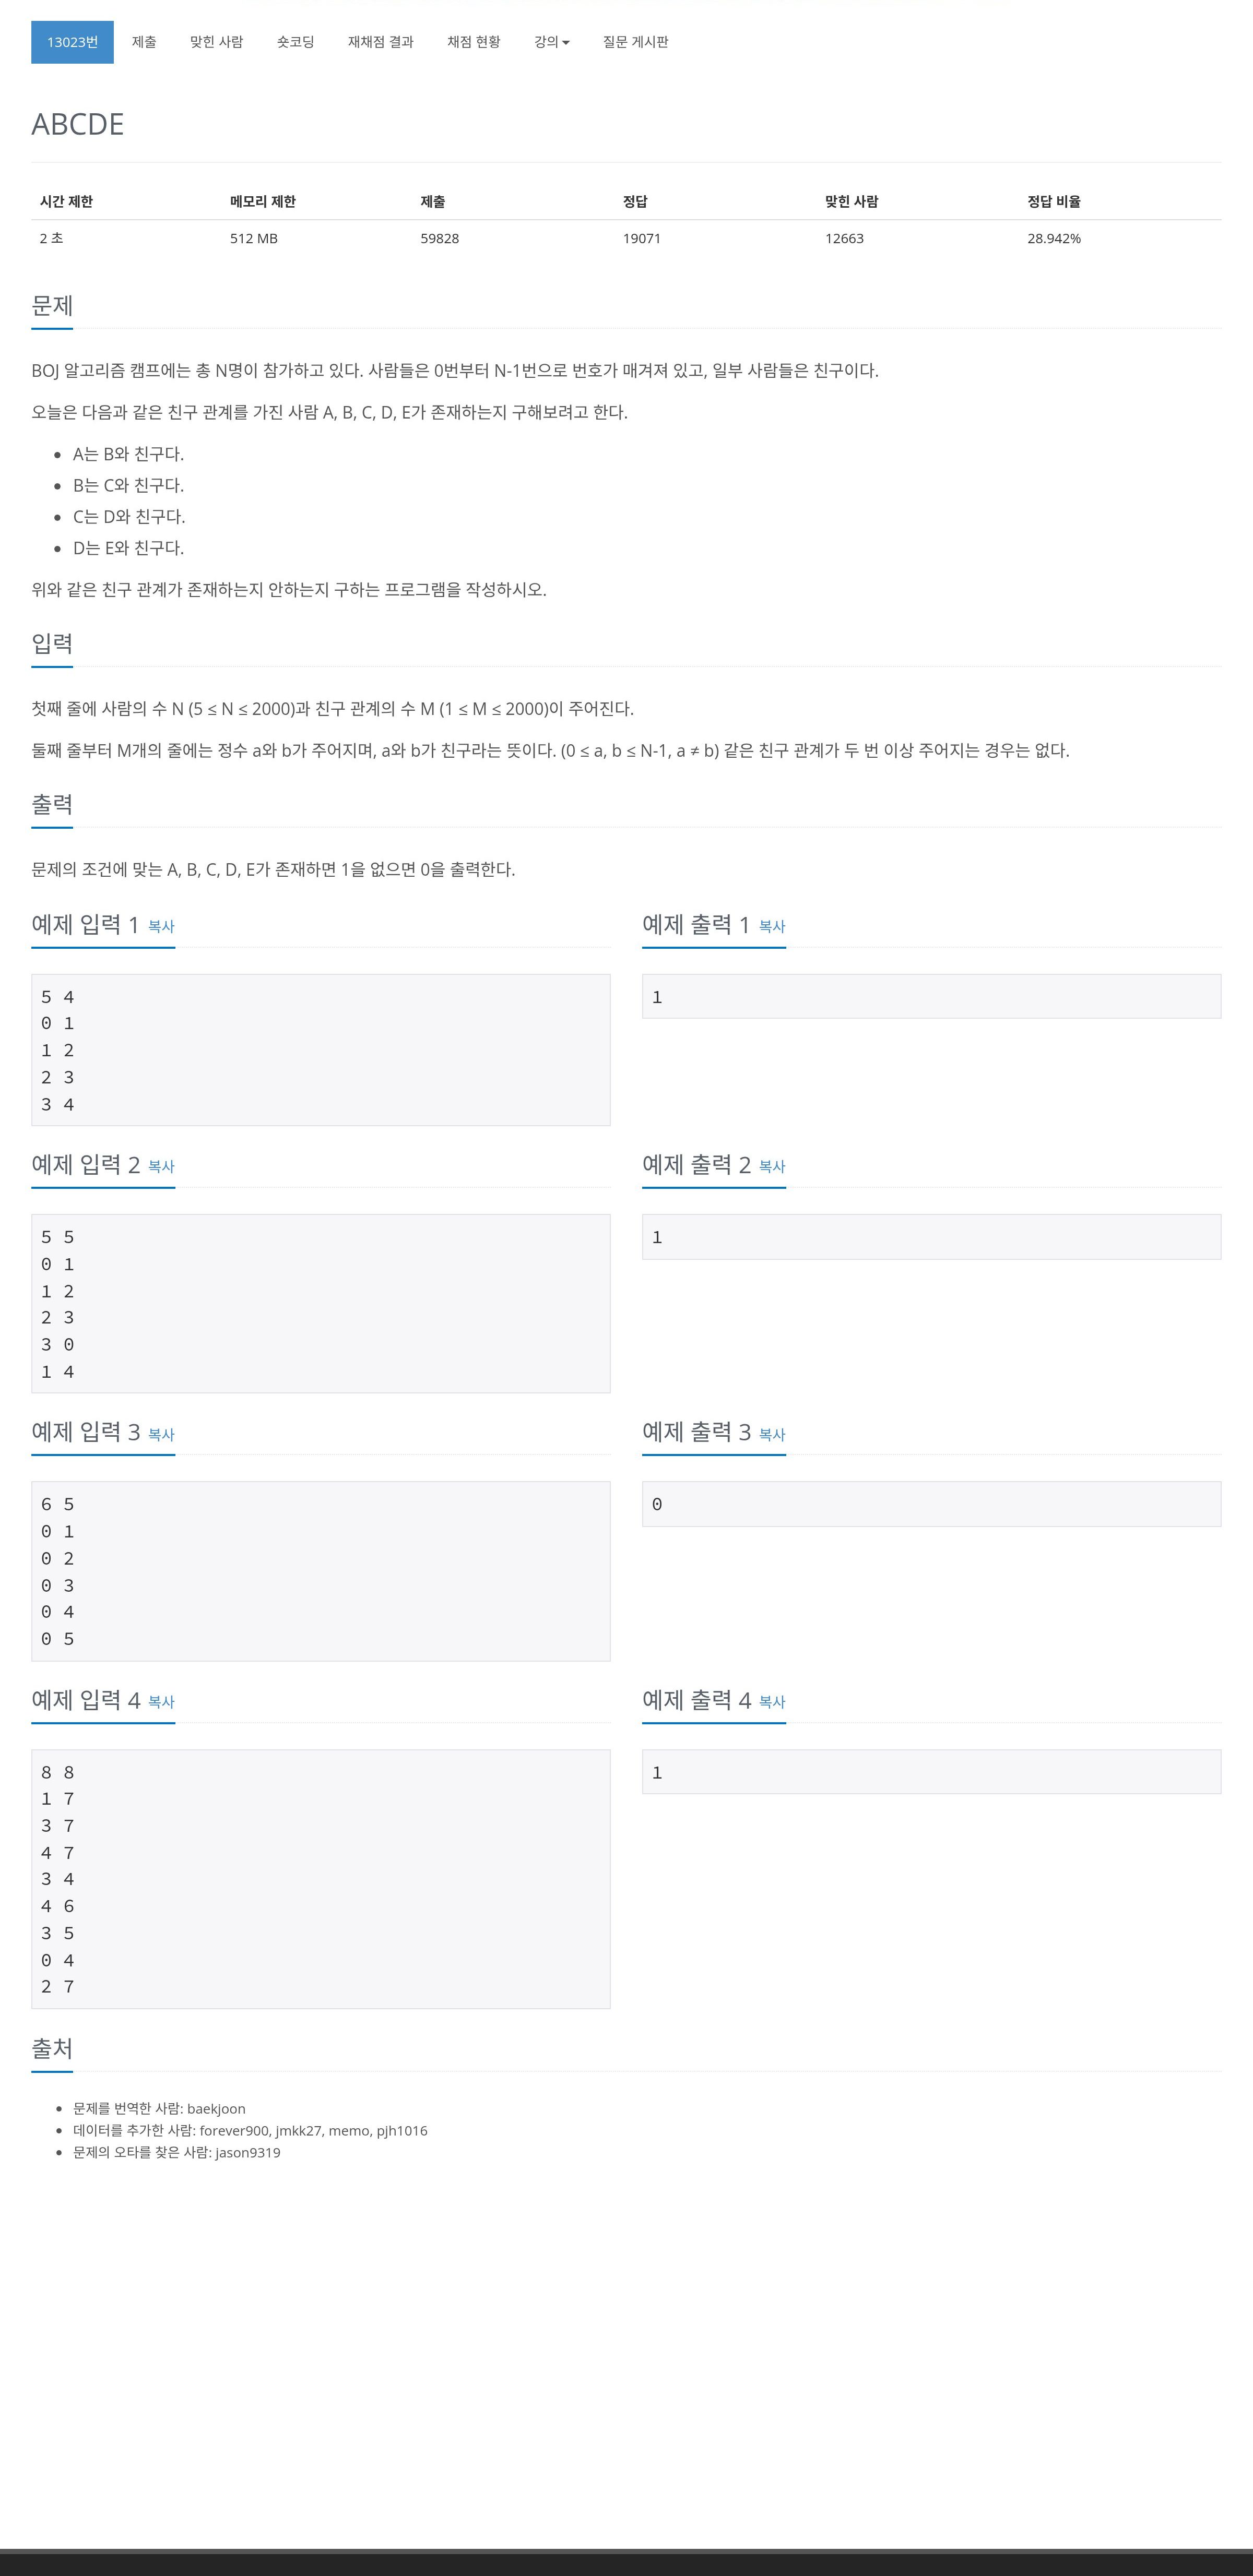 13023번 제출 맞힌 사람 숏코딩 재채점 결과 채점 현황 강의 질문 게시판
ABCDE
시간 제한 메모리 제한 제출 정답 맞힌 사람 정답 비율
2 초 512 MB 59828 19071 12663 28.942%
문제
BOJ 알고리즘 캠프에는 총 N명이 참가하고 있다. 사람들은 0번부터 N-1번으로 번호가 매겨져 있고, 일부 사람들은 친구이다.
오늘은 다음과 같은 친구 관계를 가진 사람 A, B, C, D, E가 존재하는지 구해보려고 한다.
• A는 B와 친구다.
• B는 C와 친구다.
• C는 D와 친구다.
• D는 E와 친구다.
위와 같은 친구 관계가 존재하는지 안하는지 구하는 프로그램을 작성하시오.
입력
첫째 줄에 사람의 수 N (5 ≤ N ≤ 2000)과 친구 관계의 수 M (1 ≤ M ≤ 2000)이 주어진다.
둘째 줄부터 M개의 줄에는 정수 a와 b가 주어지며, a와 b가 친구라는 뜻이다. (0 ≤ a, b ≤ N-1, a ≠ b) 같은 친구 관계가 두 번 이상 주어지는 경우는 없다.
출력
문제의 조건에 맞는 A, B, C, D, E가 존재하면 1을 없으면 0을 출력한다.
예제 입력 1 복사
5 4
0 1
1 2
2 3
3 4
예제 출력 1 복사
1
예제 입력 2 복사
5 5
0 1
1 2
2 3
3 0
1 4
예제 출력 2 복사
1
예제 입력 3 복사
6 5
0 1
0 2
0 3
0 4
0 5
예제 출력 3 복사
0
예제 입력 4 복사
8 8
1 7
3 7
4 7
3 4
4 6
3 5
0 4
2 7
예제 출력 4 복사
1
출처
• 문제를 번역한 사람: baekjoon
• 데이터를 추가한 사람: forever900, jmkk27, memo, pjh1016
• 문제의 오타를 찾은 사람: jason9319